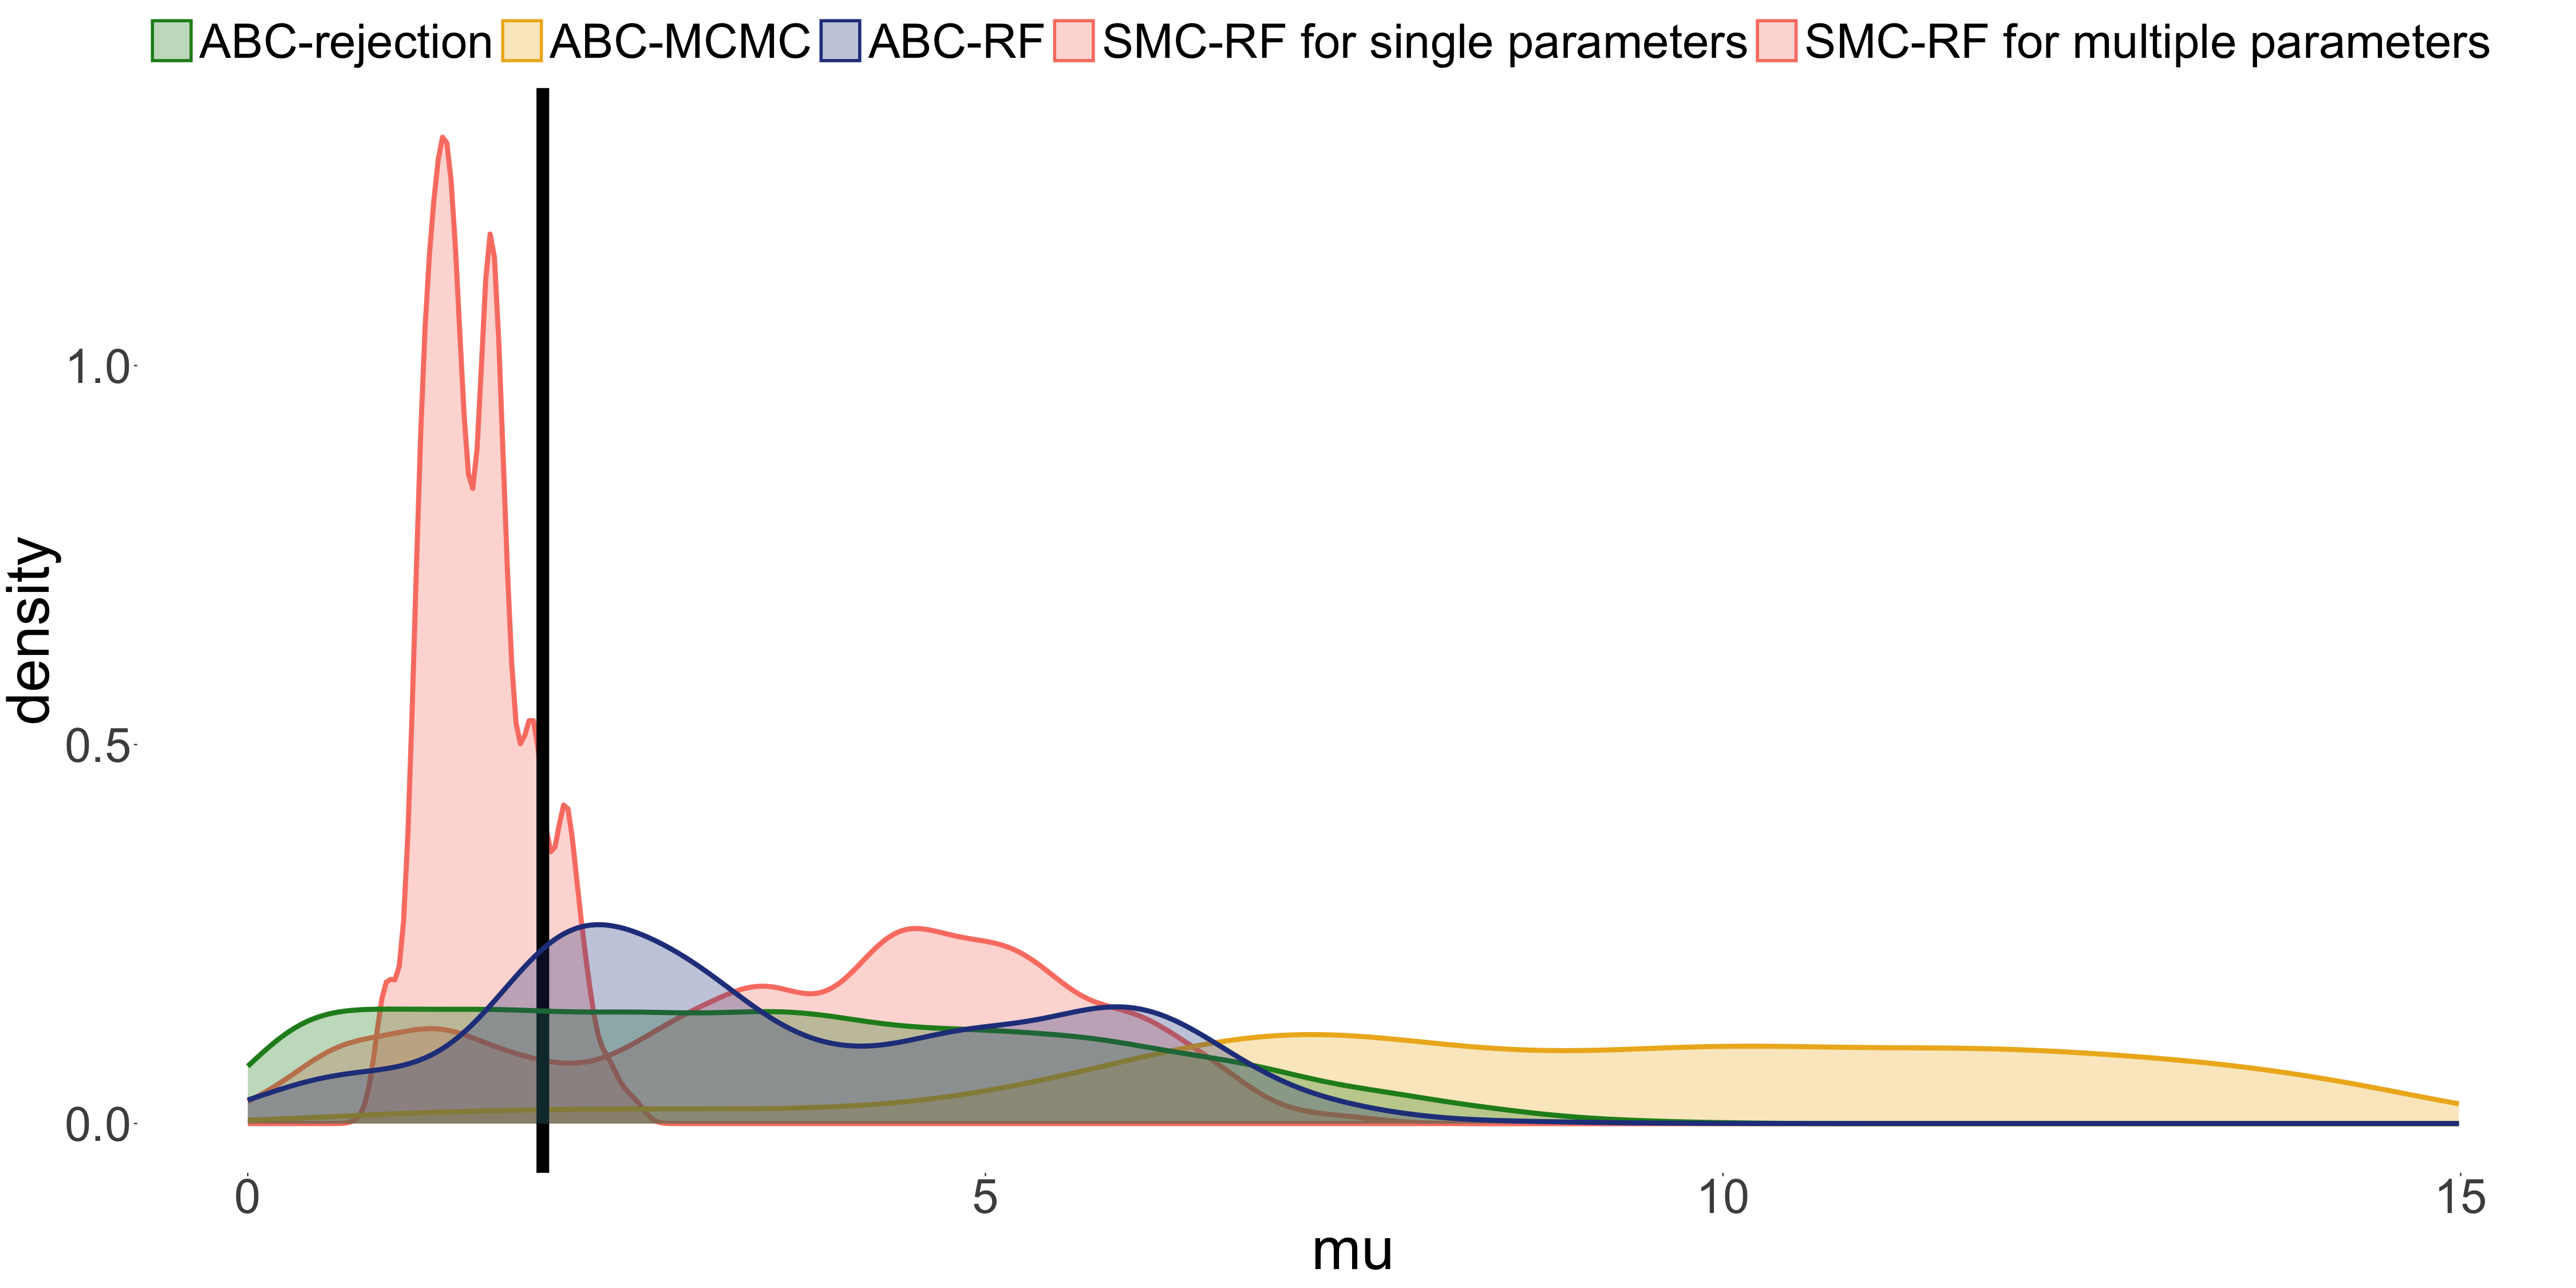 ABC-rejection ABC-MCMC ABC-RF SMC-RF for single parameters SMC-RF for multiple parameters
density
1.0
0.5
0.0
0 5 10 15
mu